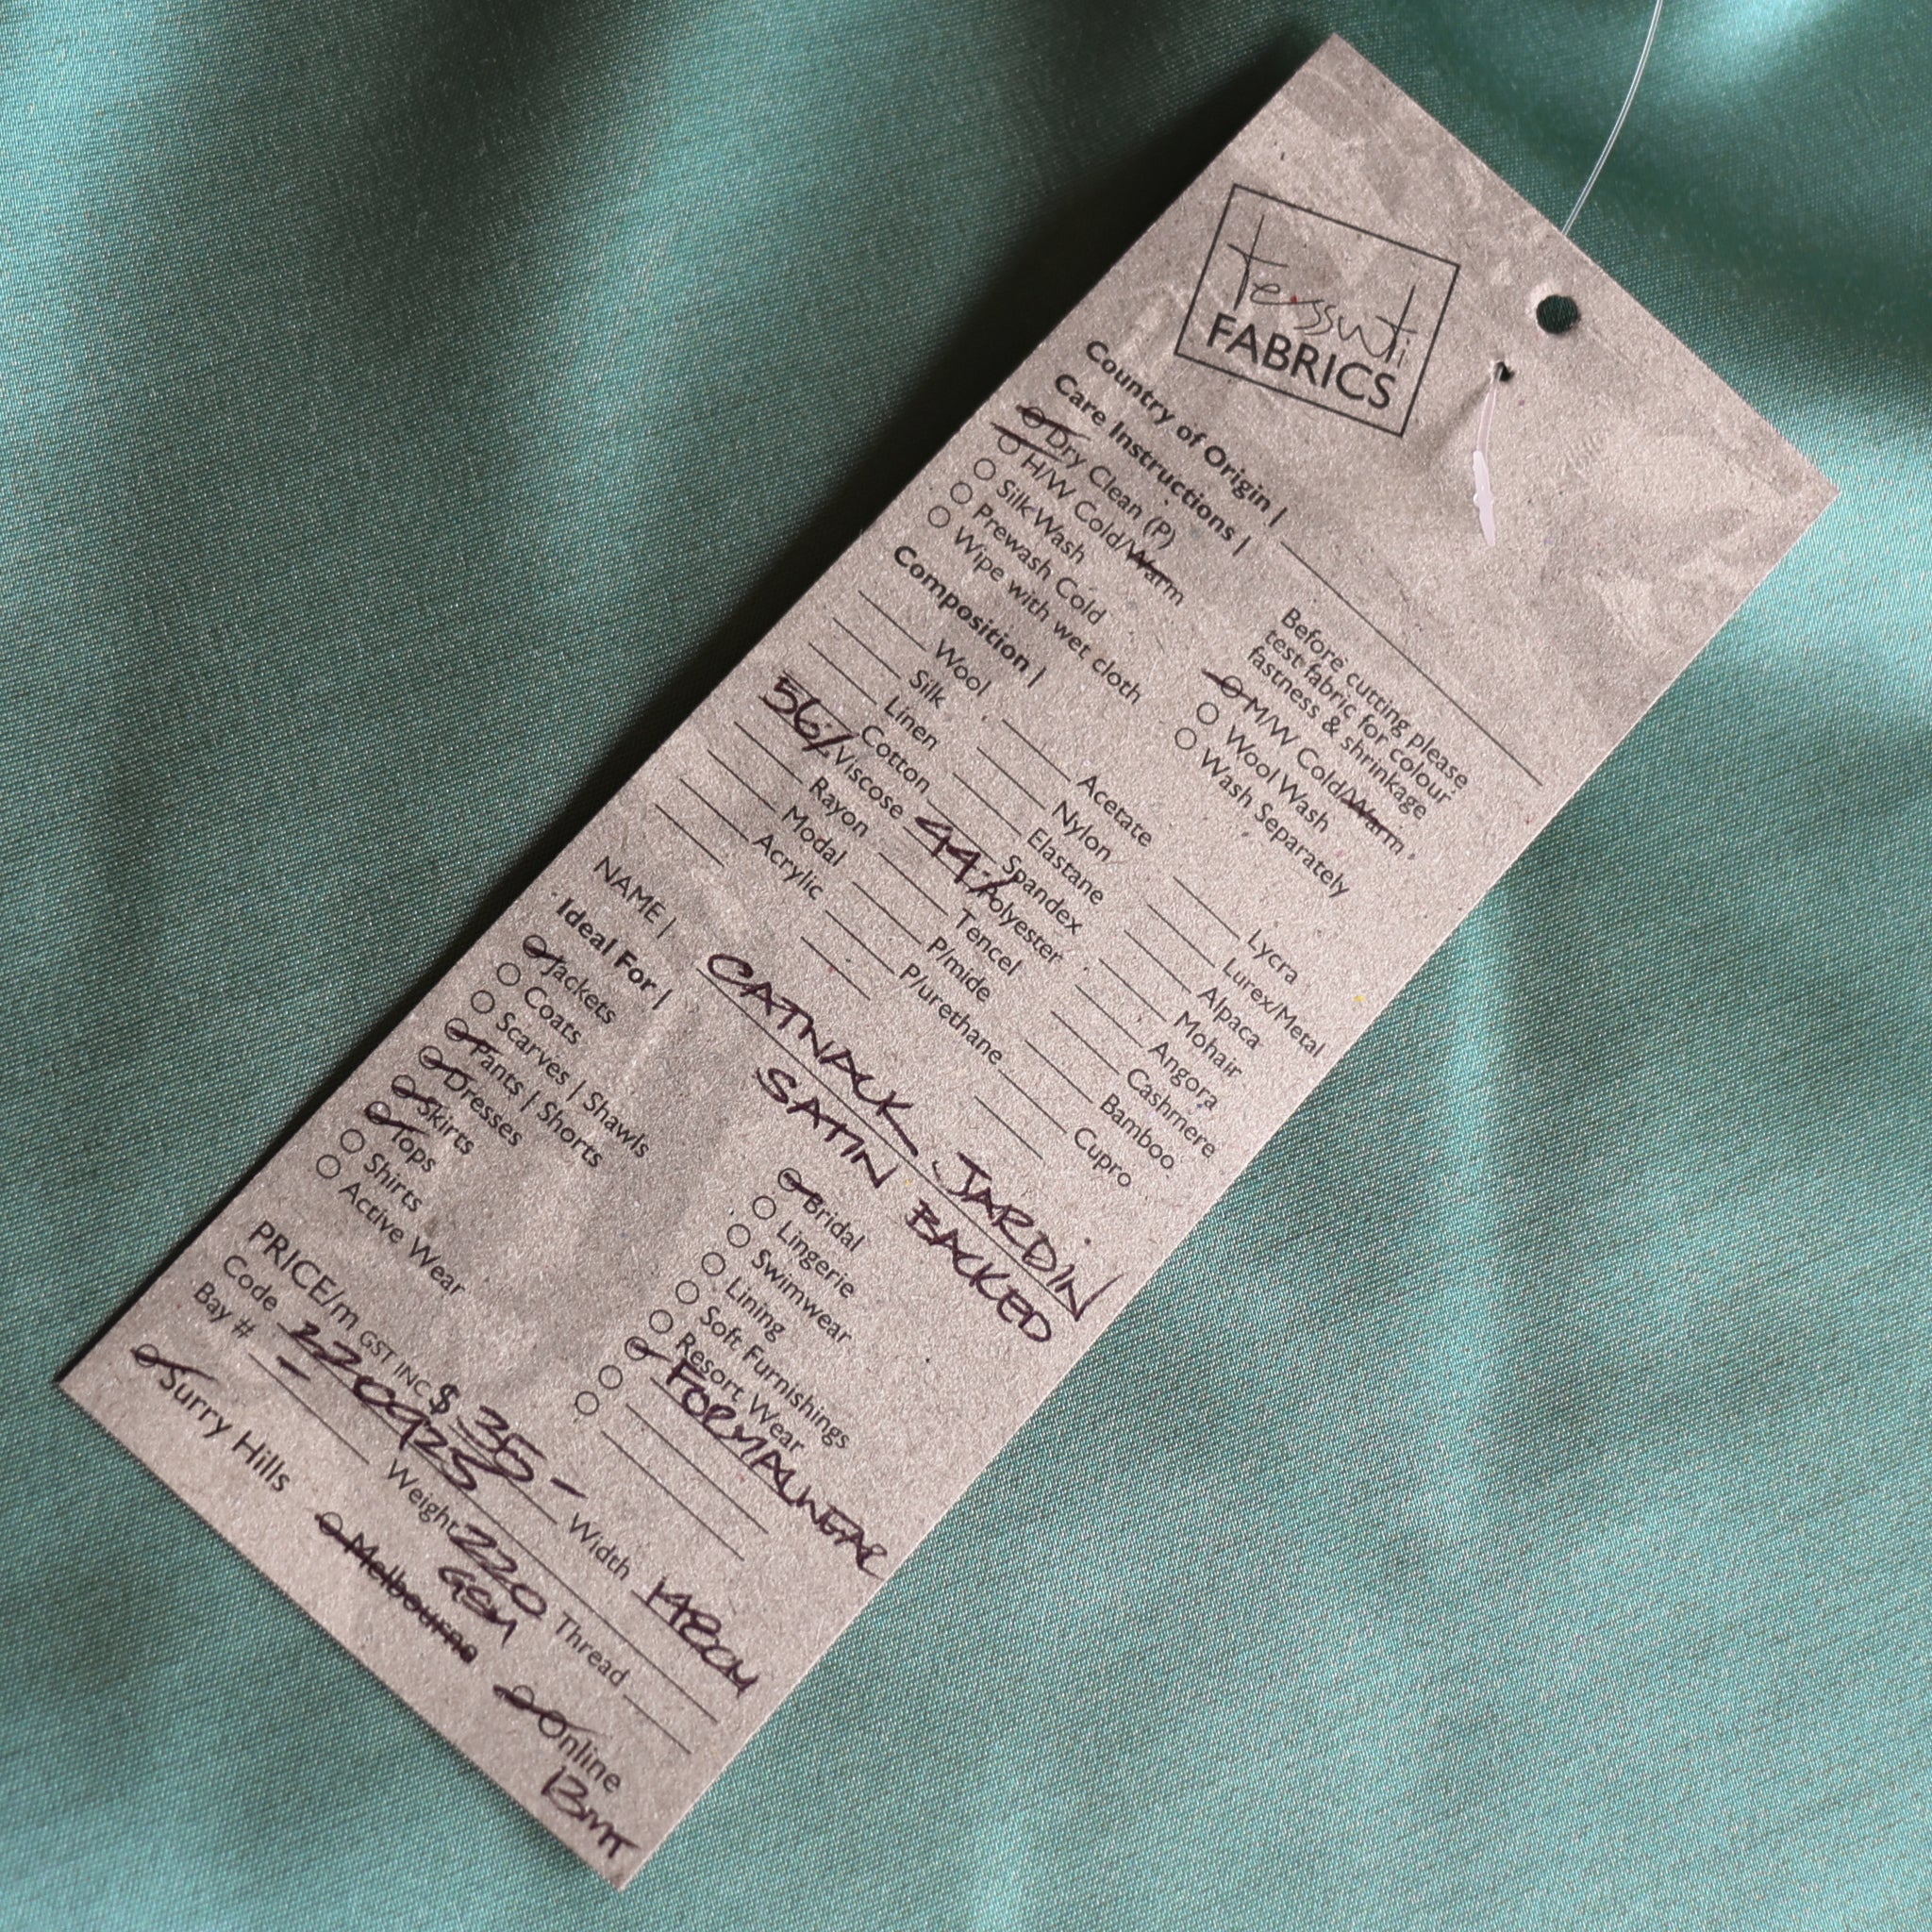 tessuti
FABRICS
Country of Origin |
Care Instructions |
Dry Clean (P)
H/W Cold/Warm
Silk Wash
Prewash Cold
Wipe with wet cloth
Before cutting please
test fabric for colour
fastness & shrinkage
M/W Cold/Warm
Wool Wash
Wash Separately
Composition |
Wool
Silk
Linen
Cotton
56% Viscose
Rayon
Modal
Acrylic
Acetate
Nylon
Elastane
Spandex
44% Polyester
Tencel
P/mide
P/urethane
Lycra
Lurex/Metal
Alpaca
Mohair
Angora
Cashmere
Bamboo
Cupro
NAME | CATNACK JARDIN
SATIN BACKED
Ideal For |
Jackets
Coats
Scarves | Shawls
Pants | Shorts
Dresses
Skirts
Tops
Shirts
Active Wear
Bridal
Lingerie
Swimwear
Lining
Soft Furnishings
Resort Wear
FORMALWEAR
PRICE/m GST INC $ 35 - Width 148CM
Code 320925
Bay # - Weight 220 GSM Thread
Surry Hills Melbourne Online
BMT